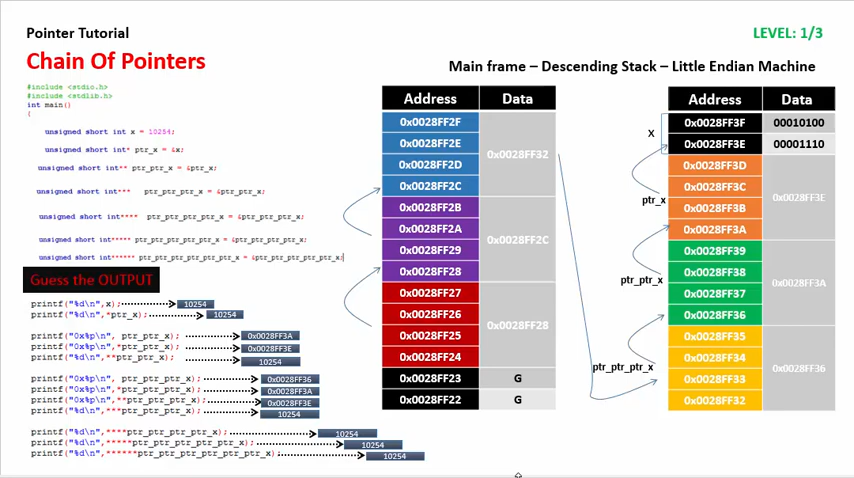 Pointer Tutorial
LEVEL: 1/3
Chain Of Pointers
Main frame – Descending Stack – Little Endian Machine
#include <stdio.h>
#include <stdlib.h>
int main()
{
unsigned short int x = 10254;
unsigned short int* ptr_x = &x;
unsigned short int** ptr_ptr_x = &ptr_x;
unsigned short int*** ptr_ptr_ptr_x = &ptr_ptr_x;
unsigned short int**** ptr_ptr_ptr_ptr_x = &ptr_ptr_ptr_x;
unsigned short int***** ptr_ptr_ptr_ptr_ptr_x = &ptr_ptr_ptr_ptr_x;
unsigned short int****** ptr_ptr_ptr_ptr_ptr_ptr_x = &ptr_ptr_ptr_ptr_ptr_x;
Guess the OUTPUT
printf("%d\n",x); 10254
printf("%d\n",*ptr_x); 10254
printf("0x%p\n", ptr_ptr_x); 0x0028FF3A
printf("0x%p\n",*ptr_ptr_x); 0x0028FF3E
printf("%d\n",**ptr_ptr_x); 10254
printf("0x%p\n", ptr_ptr_ptr_x); 0x0028FF36
printf("0x%p\n",*ptr_ptr_ptr_x); 0x0028FF3A
printf("0x%p\n",**ptr_ptr_ptr_x); 0x0028FF3E
printf("%d\n",***ptr_ptr_ptr_x); 10254
printf("%d\n",****ptr_ptr_ptr_ptr_x); 10254
printf("%d\n",*****ptr_ptr_ptr_ptr_ptr_x); 10254
printf("%d\n",******ptr_ptr_ptr_ptr_ptr_ptr_x); 10254
Address Data
0x0028FF2F
0x0028FF2E
0x0028FF32
0x0028FF2D
0x0028FF2C
0x0028FF2B
0x0028FF2A
0x0028FF2C
0x0028FF29
0x0028FF28
0x0028FF27
0x0028FF26
0x0028FF28
0x0028FF25
0x0028FF24
0x0028FF23 G
0x0028FF22 G
Address Data
0x0028FF3F 00010100
X
0x0028FF3E 00001110
0x0028FF3D
0x0028FF3C
0x0028FF3E
ptr_x
0x0028FF3B
0x0028FF3A
0x0028FF39
0x0028FF38
ptr_ptr_x
0x0028FF3A
0x0028FF37
0x0028FF36
0x0028FF35
0x0028FF34
ptr_ptr_ptr_x
0x0028FF36
0x0028FF33
0x0028FF32